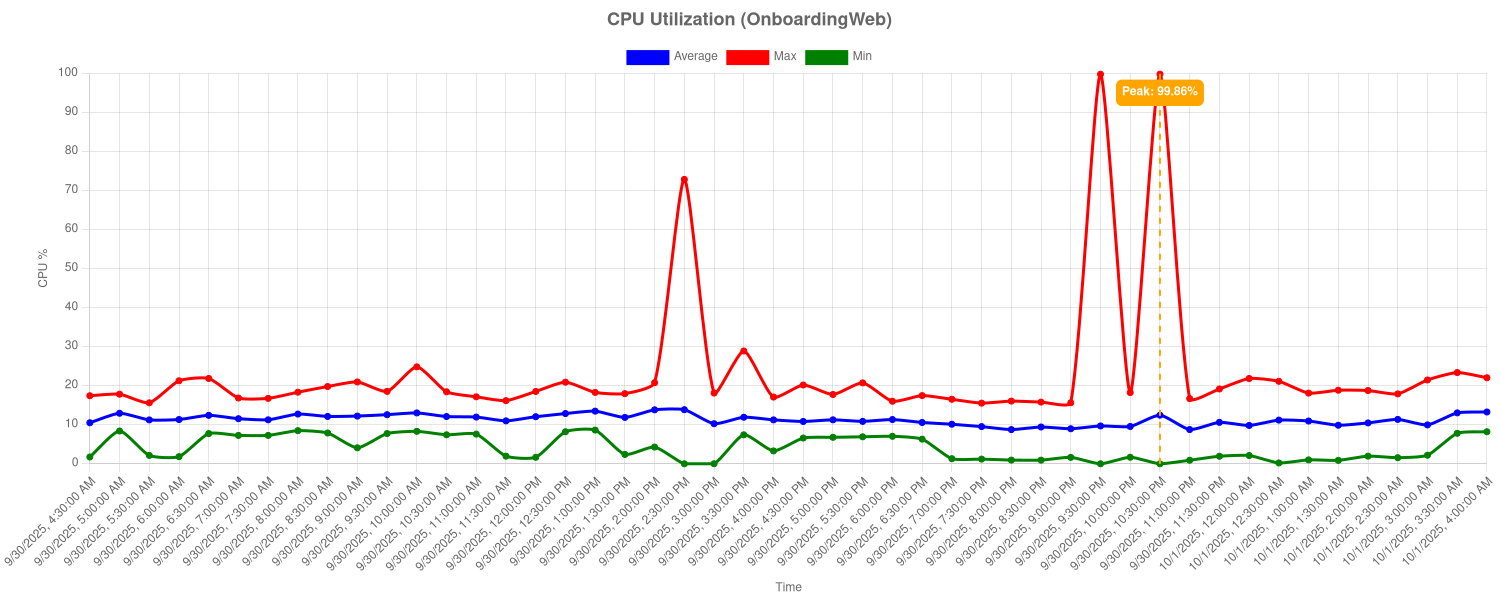 CPU Utilization (OnboardingWeb)
Average Max Min
100
90
80
70
60
50
40
30
20
10
0
CPU %
Peak: 99.86%
9/30/2025, 4:30:00 AM
9/30/2025, 5:00:00 AM
9/30/2025, 5:30:00 AM
9/30/2025, 6:00:00 AM
9/30/2025, 6:30:00 AM
9/30/2025, 7:00:00 AM
9/30/2025, 7:30:00 AM
9/30/2025, 8:00:00 AM
9/30/2025, 8:30:00 AM
9/30/2025, 9:00:00 AM
9/30/2025, 9:30:00 AM
9/30/2025, 10:00:00 AM
9/30/2025, 10:30:00 AM
9/30/2025, 11:00:00 AM
9/30/2025, 11:30:00 AM
9/30/2025, 12:00:00 PM
9/30/2025, 12:30:00 PM
9/30/2025, 1:00:00 PM
9/30/2025, 1:30:00 PM
9/30/2025, 2:00:00 PM
9/30/2025, 2:30:00 PM
9/30/2025, 3:00:00 PM
9/30/2025, 3:30:00 PM
9/30/2025, 4:00:00 PM
9/30/2025, 4:30:00 PM
9/30/2025, 5:00:00 PM
9/30/2025, 5:30:00 PM
9/30/2025, 6:00:00 PM
9/30/2025, 6:30:00 PM
9/30/2025, 7:00:00 PM
9/30/2025, 7:30:00 PM
9/30/2025, 8:00:00 PM
9/30/2025, 8:30:00 PM
9/30/2025, 9:00:00 PM
9/30/2025, 9:30:00 PM
9/30/2025, 10:00:00 PM
9/30/2025, 10:30:00 PM
9/30/2025, 11:00:00 PM
9/30/2025, 11:30:00 PM
10/1/2025, 12:00:00 AM
10/1/2025, 12:30:00 AM
10/1/2025, 1:00:00 AM
10/1/2025, 1:30:00 AM
10/1/2025, 2:00:00 AM
10/1/2025, 2:30:00 AM
10/1/2025, 3:00:00 AM
10/1/2025, 3:30:00 AM
10/1/2025, 4:00:00 AM
Time